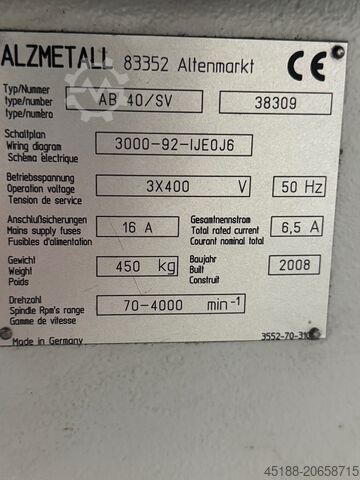 ALZMETALL 83352 Altenmarkt CE
Typ/Nummer
type/number AB 40/SV 38309
type/numéro
Schaltplan
Wiring diagram 3000-92-IJE0J6
Schéma électrique
Betriebsspannung
Operation voltage 3X400 V 50 Hz
Tension de service
Anschlußsicherungen Gesamtnennstrom
Mains supply fuses 16 A Total rated current 6,5 A
Fusibles d'alimentation Courant nominal total
Gewicht Baujahr
Weight 450 kg Built 2008
Poids Construit
Drehzahl
Spindle Rpm's range 70-4000 min-1
Gamme de vitesse
Made in Germany 3552-70-
45188-20658715